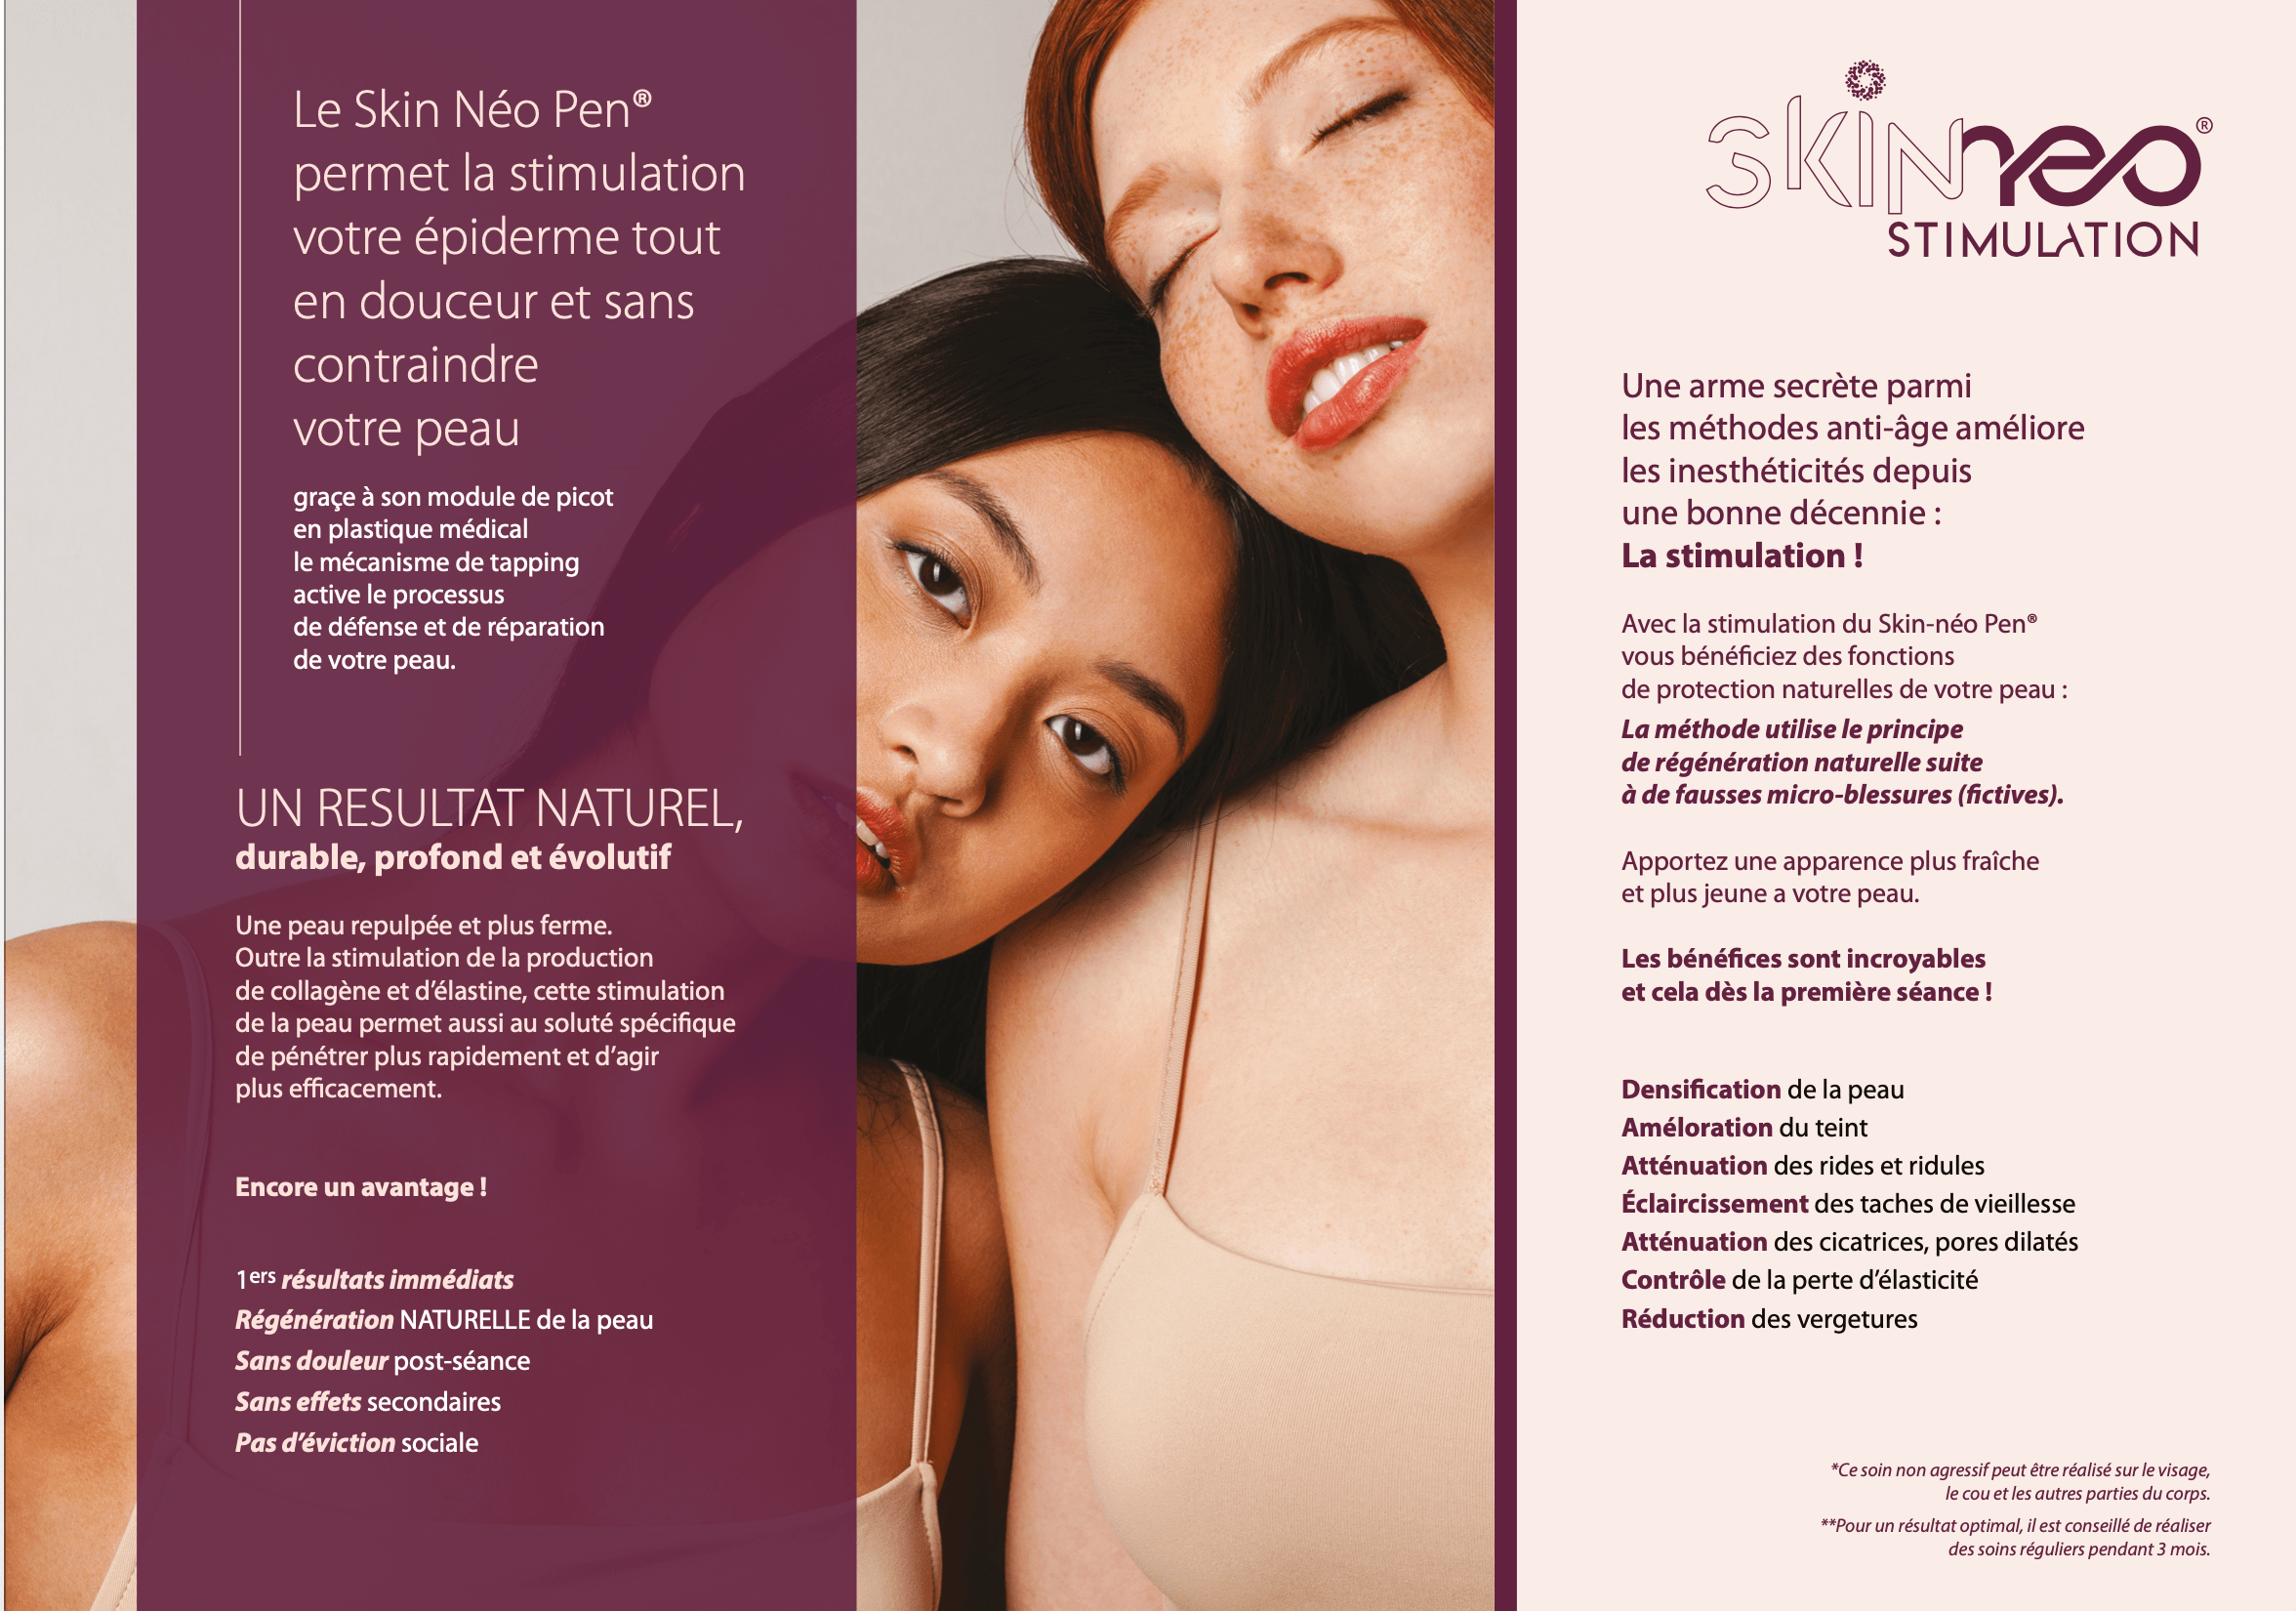 Le Skin Néo Pen®
permet la stimulation
votre épiderme tout
en douceur et sans
contraindre
votre peau
graçe à son module de picot
en plastique médical
le mécanisme de tapping
active le processus
de défense et de réparation
de votre peau.
UN RESULTAT NATUREL,
durable, profond et évolutif
Une peau repulpée et plus ferme.
Outre la stimulation de la production
de collagène et d’élastine, cette stimulation
de la peau permet aussi au soluté spécifique
de pénétrer plus rapidement et d’agir
plus efficacement.
Encore un avantage !
1ers résultats immédiats
Régénération NATURELLE de la peau
Sans douleur post-séance
Sans effets secondaires
Pas d’éviction sociale
SKIN neo®
STIMULATION
Une arme secrète parmi
les méthodes anti-âge améliore
les inesthéticités depuis
une bonne décennie :
La stimulation !
Avec la stimulation du Skin-néo Pen®
vous bénéficiez des fonctions
de protection naturelles de votre peau :
La méthode utilise le principe
de régénération naturelle suite
à de fausses micro-blessures (fictives).
Apportez une apparence plus fraîche
et plus jeune a votre peau.
Les bénéfices sont incroyables
et cela dès la première séance !
Densification de la peau
Améloration du teint
Atténuation des rides et ridules
Éclaircissement des taches de vieillesse
Atténuation des cicatrices, pores dilatés
Contrôle de la perte d’élasticité
Réduction des vergetures
*Ce soin non agressif peut être réalisé sur le visage,
le cou et les autres parties du corps.
**Pour un résultat optimal, il est conseillé de réaliser
des soins réguliers pendant 3 mois.